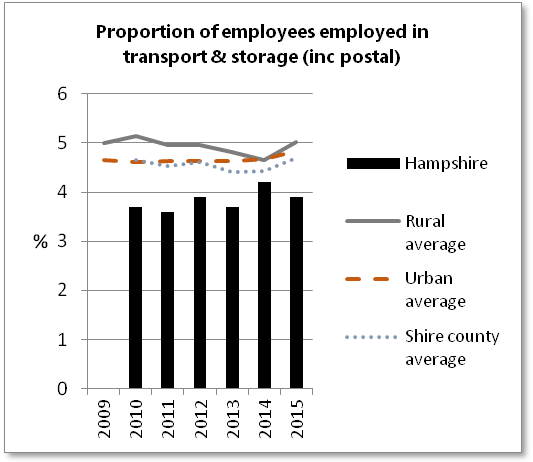 Proportion of employees employed in
transport & storage (inc postal)
6
5
4
3
2
1
0
%
2009
2010
2011
2012
2013
2014
2015
Hampshire
Rural
average
Urban
average
Shire county
average